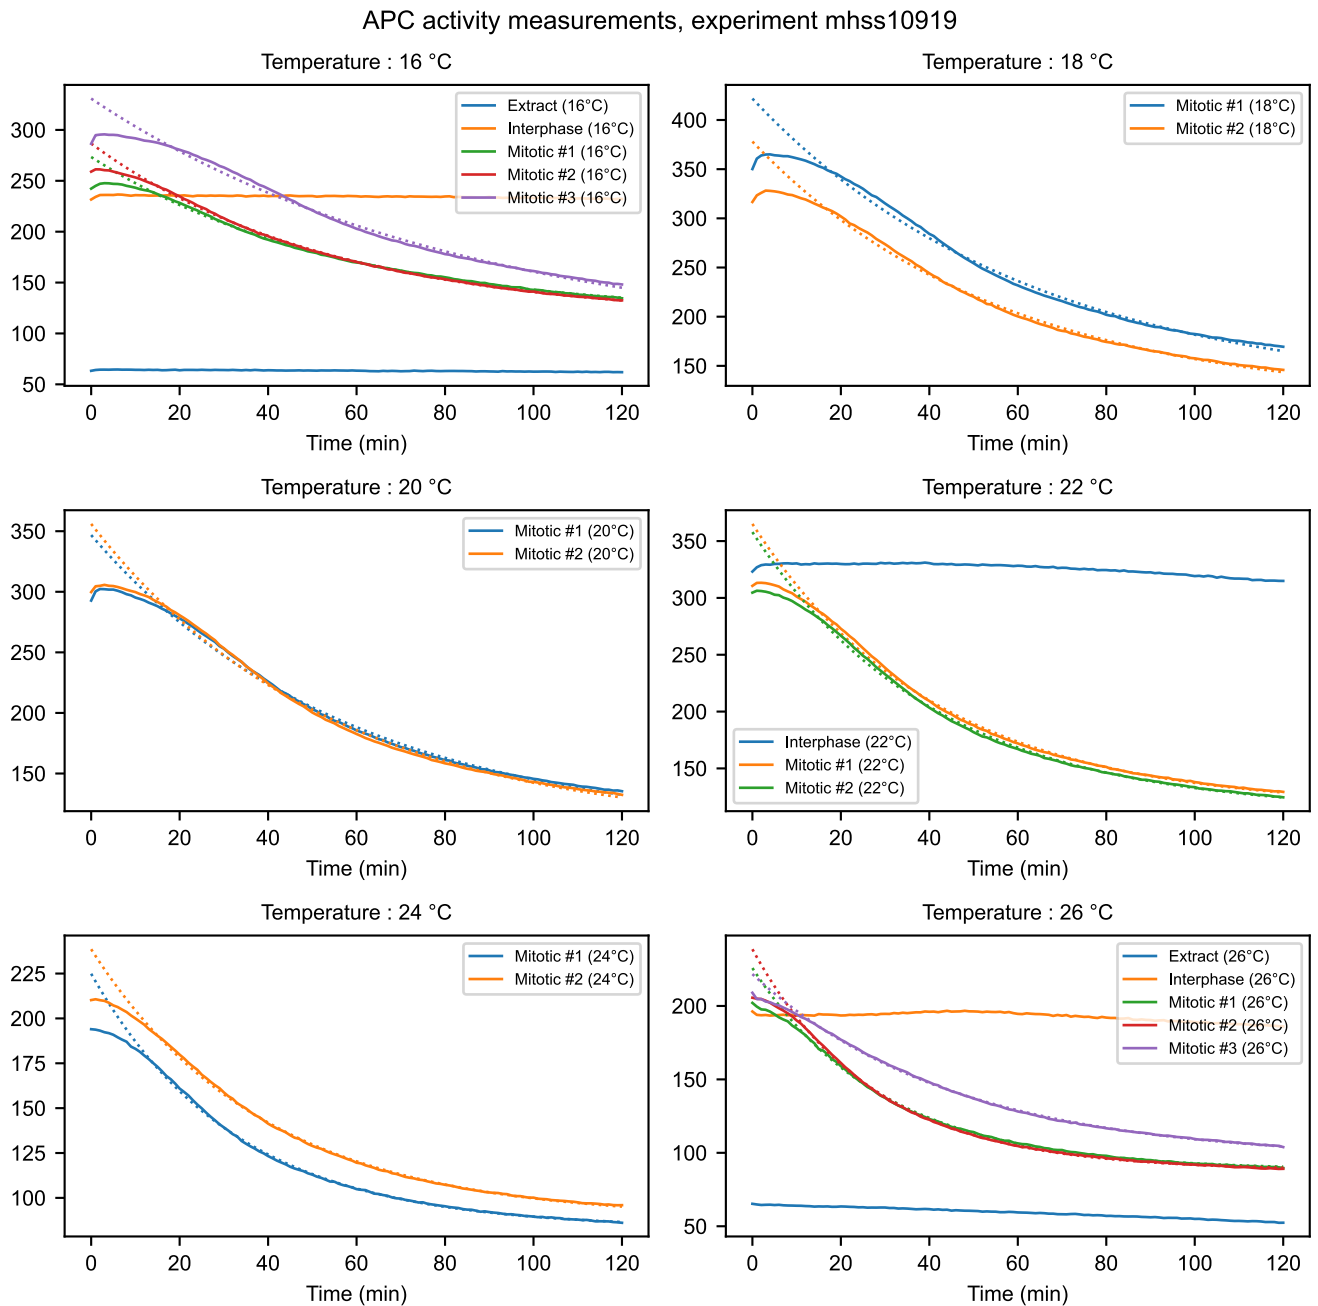 APC activity measurements, experiment mhss10919
Temperature : 16 °C
300
250
200
150
100
50
0 20 40 60 80 100 120
Time (min)
Extract (16°C)
Interphase (16°C)
Mitotic #1 (16°C)
Mitotic #2 (16°C)
Mitotic #3 (16°C)
Temperature : 18 °C
400
350
300
250
200
150
0 20 40 60 80 100 120
Time (min)
Mitotic #1 (18°C)
Mitotic #2 (18°C)
Temperature : 20 °C
350
300
250
200
150
0 20 40 60 80 100 120
Time (min)
Mitotic #1 (20°C)
Mitotic #2 (20°C)
Temperature : 22 °C
350
300
250
200
150
0 20 40 60 80 100 120
Time (min)
Interphase (22°C)
Mitotic #1 (22°C)
Mitotic #2 (22°C)
Temperature : 24 °C
225
200
175
150
125
100
0 20 40 60 80 100 120
Time (min)
Mitotic #1 (24°C)
Mitotic #2 (24°C)
Temperature : 26 °C
200
150
100
50
0 20 40 60 80 100 120
Time (min)
Extract (26°C)
Interphase (26°C)
Mitotic #1 (26°C)
Mitotic #2 (26°C)
Mitotic #3 (26°C)